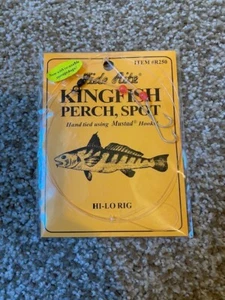 ITEM #R250
Tide Rite
KINGFISH
PERCH, SPOT
Hand tied using Mustad Hooks
HI-LO RIG